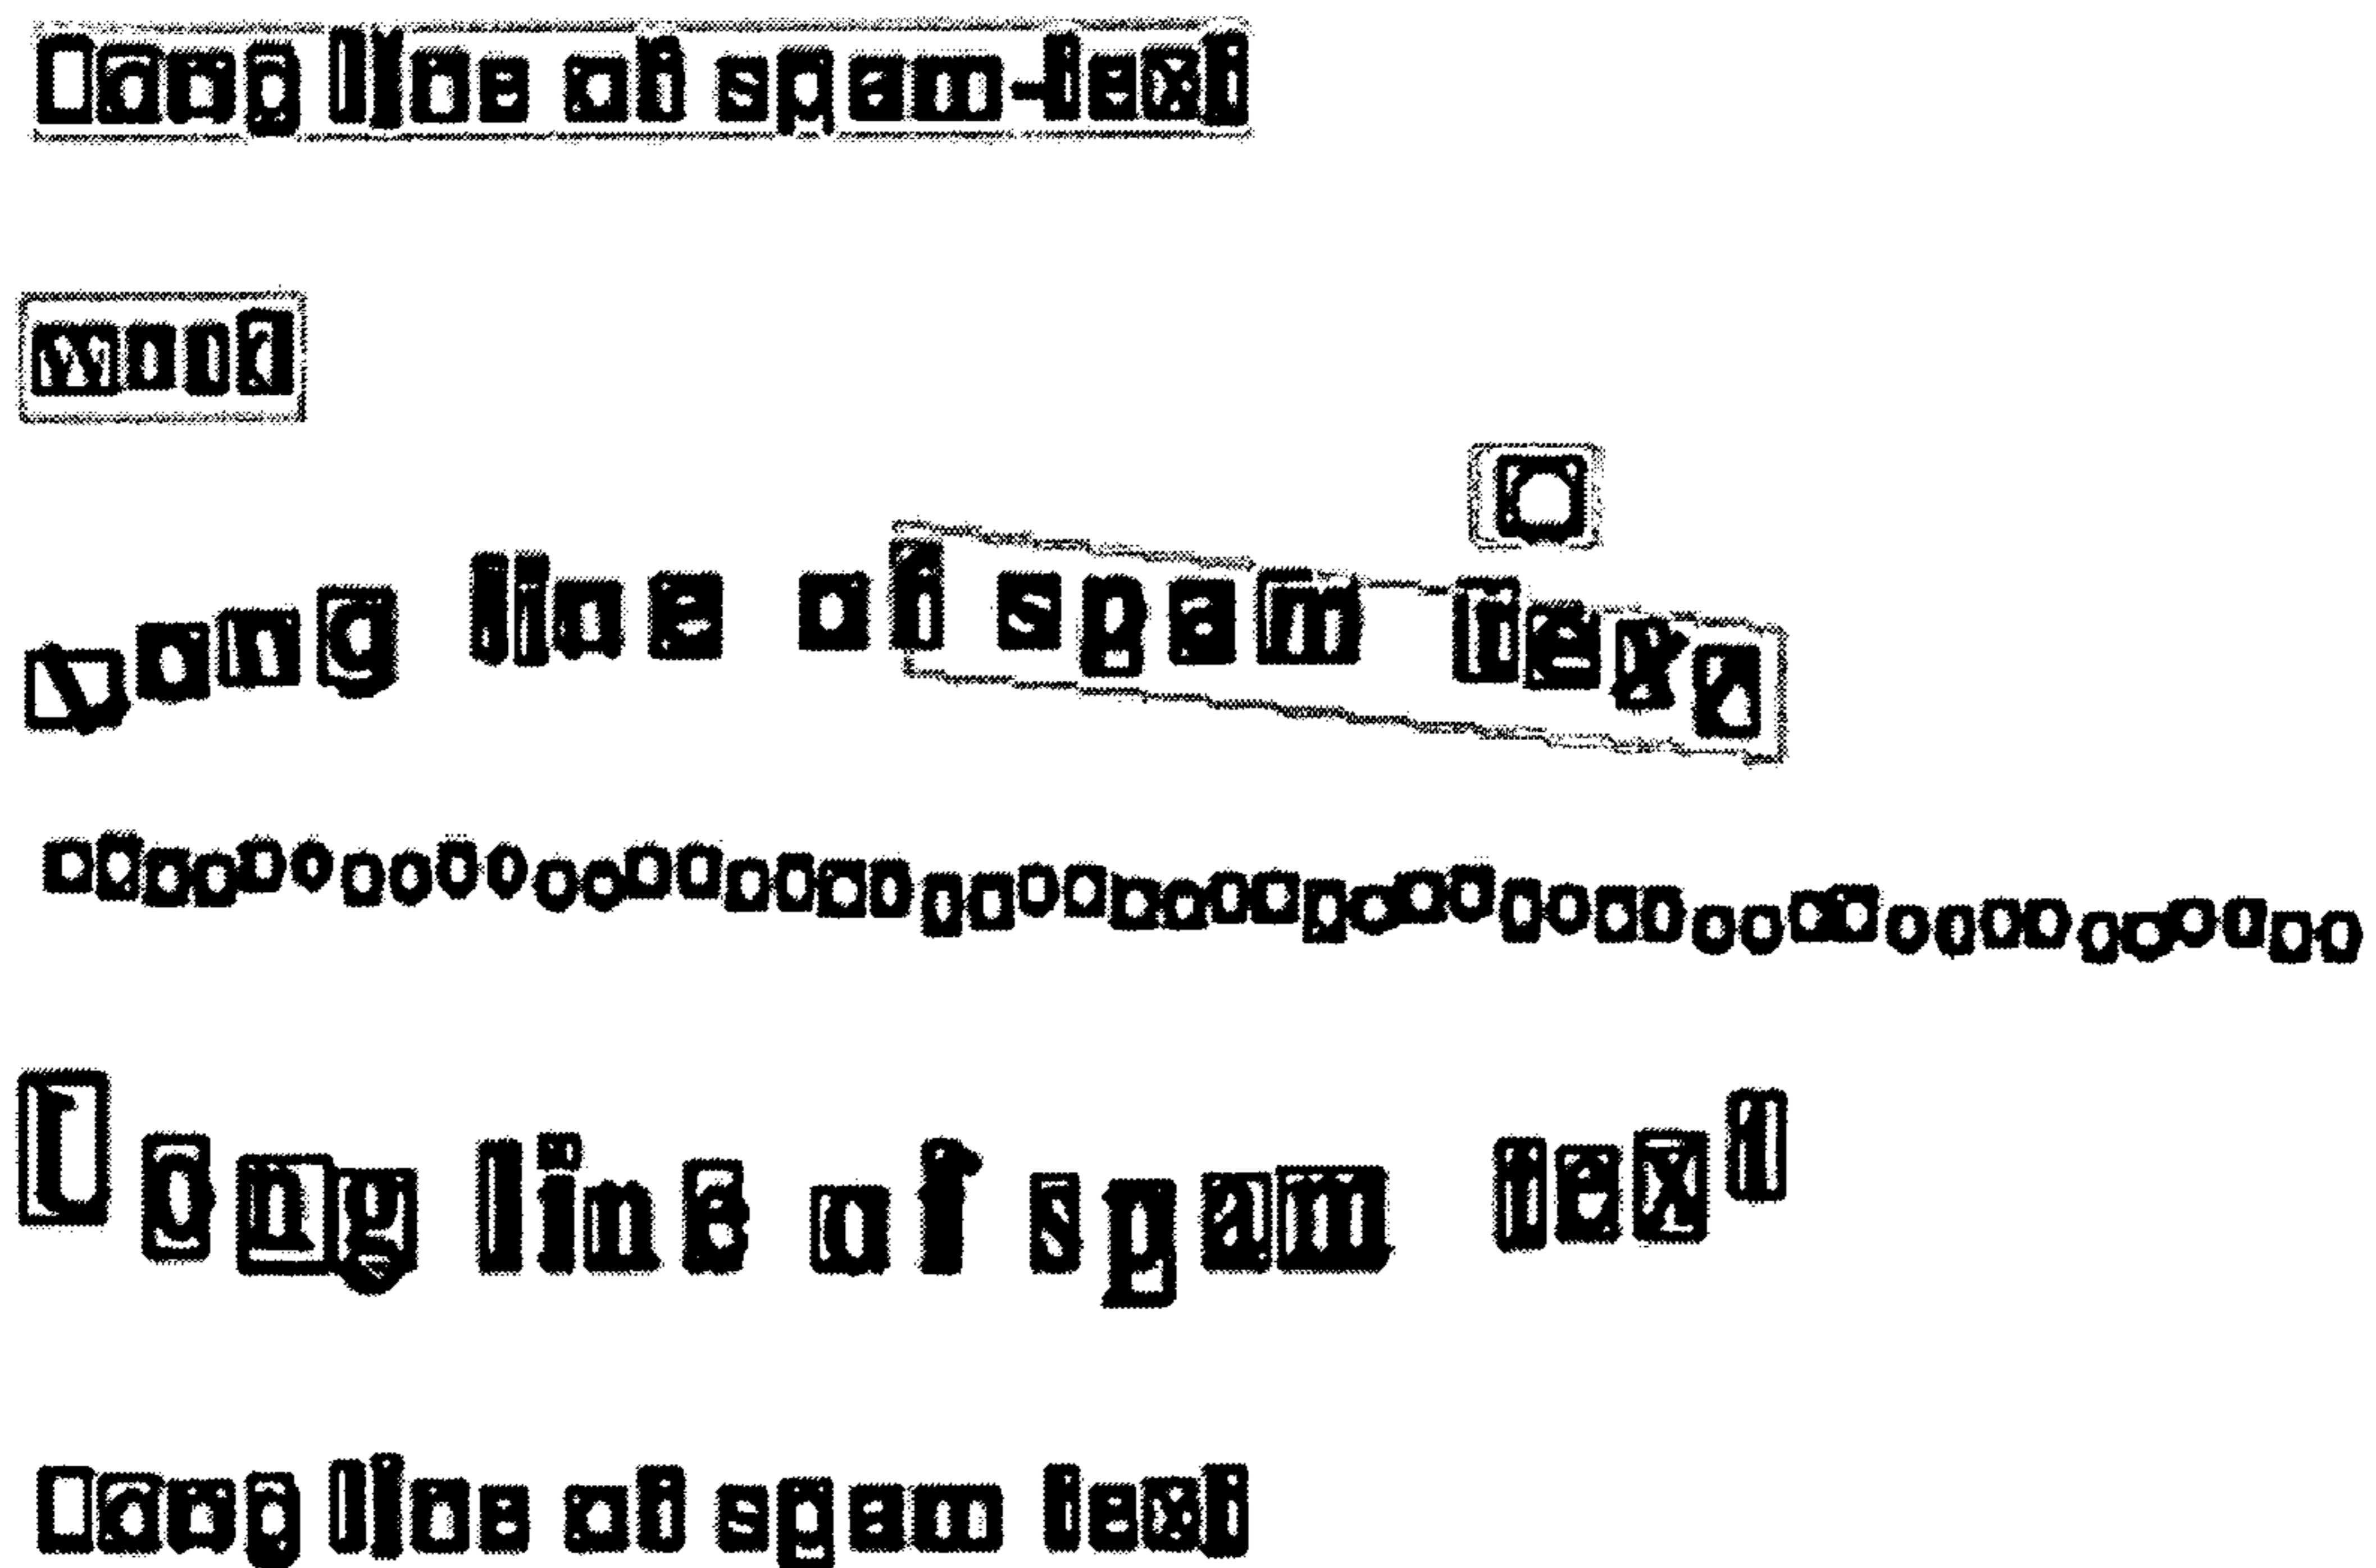 Long line of spam-text
word
Long line of spam text
Long line of spam text
Long line of spam text